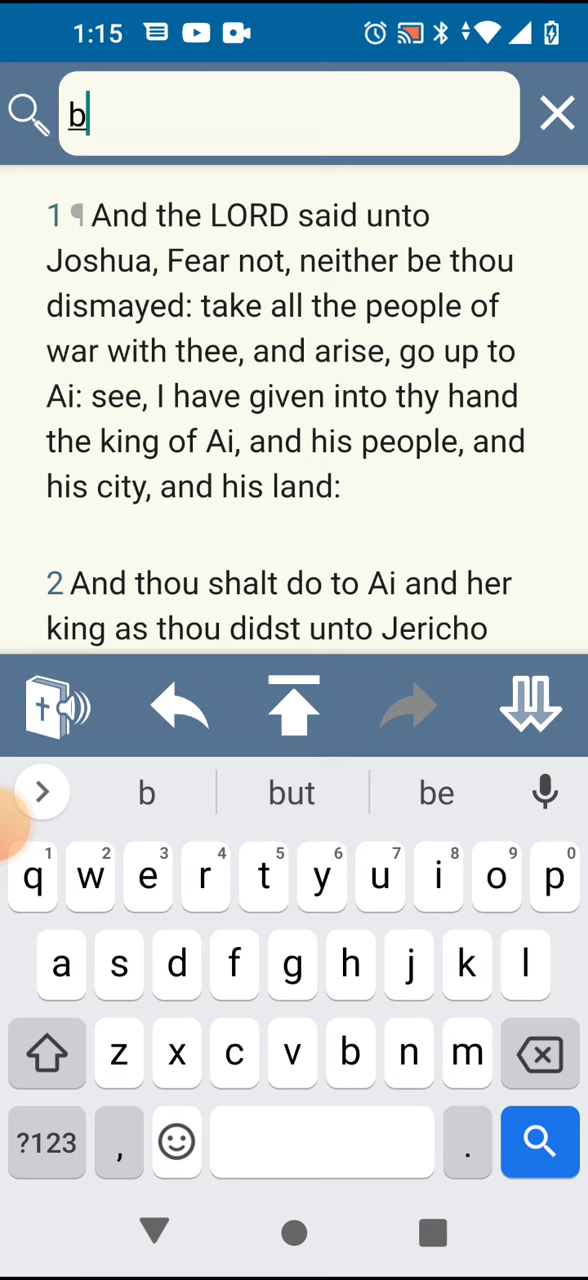 1:15
b
1 ¶ And the LORD said unto
Joshua, Fear not, neither be thou
dismayed: take all the people of
war with thee, and arise, go up to
Ai: see, I have given into thy hand
the king of Ai, and his people, and
his city, and his land:
2 And thou shalt do to Ai and her
king as thou didst unto Jericho
b but be
1 2 3 4 5 6 7 8 9 0
q w e r t y u i o p
a s d f g h j k l
z x c v b n m
?123 , .